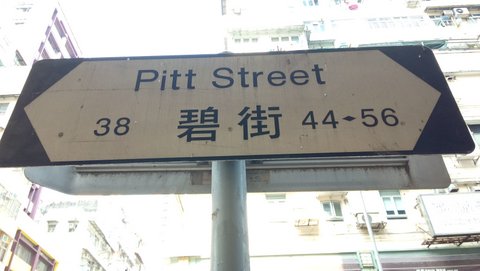 Pitt Street
38 碧街 44-56